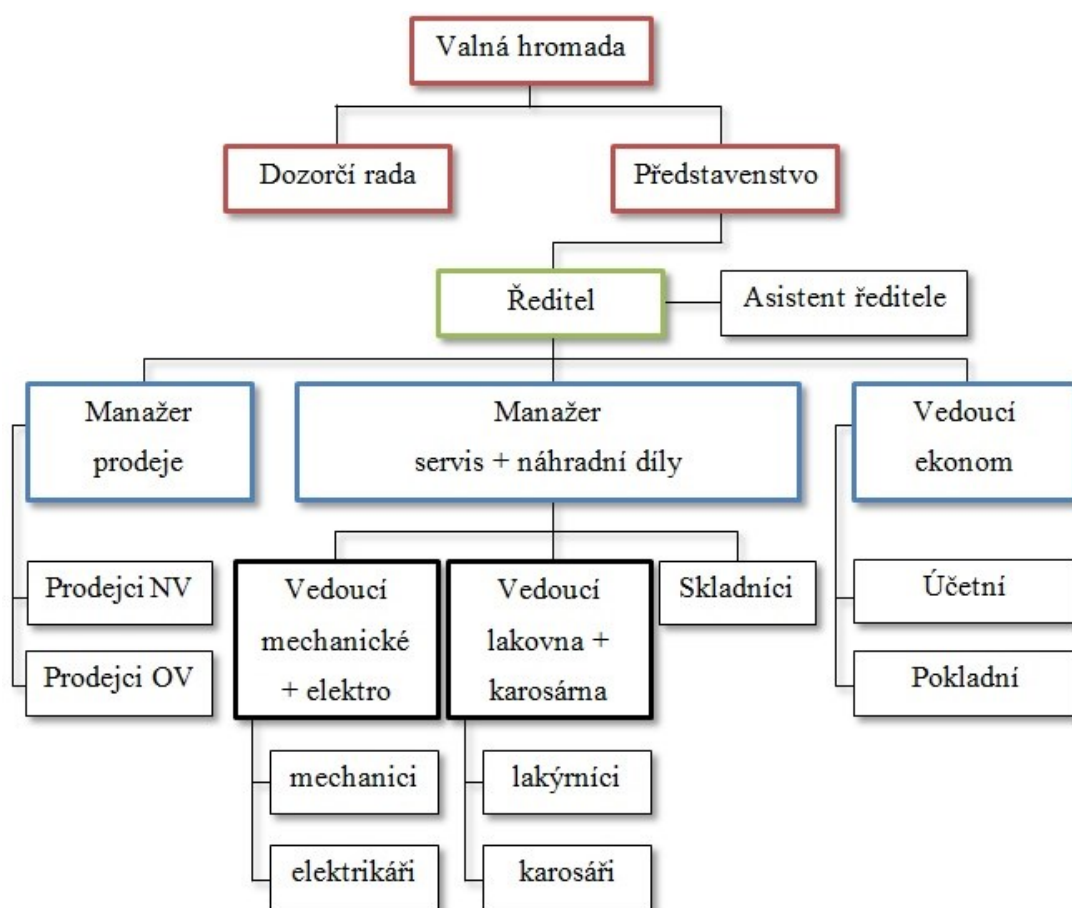 Valná hromada
Dozorčí rada
Představenstvo
Ředitel
Asistent ředitele
Manažer
prodeje
Manažer
servis + náhradní díly
Vedoucí
ekonom
Prodejci NV
Prodejci OV
Vedoucí
mechanické
+ elektro
Vedoucí
lakovna +
karosárna
Skladníci
Účetní
Pokladní
mechanici
elektrikáři
lakýrníci
karosáři